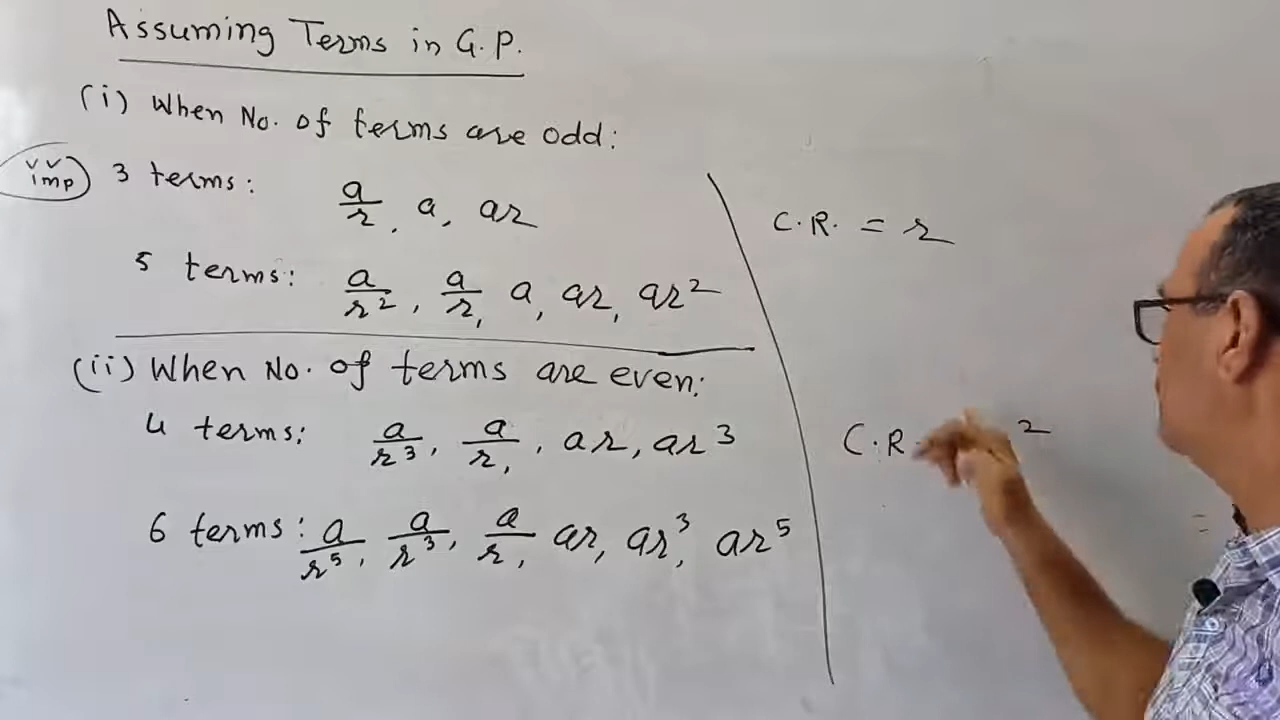 Assuming Terms in G.P.
(i) When No. of terms are odd:
vv imp 3 terms: a/r, a, ar
C.R. = r
5 terms: a/r², a/r, a, ar, ar²
(ii) When No. of terms are even:
4 terms: a/r³, a/r, ar, ar³
C.R. ²
6 terms: a/r⁵, a/r³, a/r, ar, ar³, ar⁵